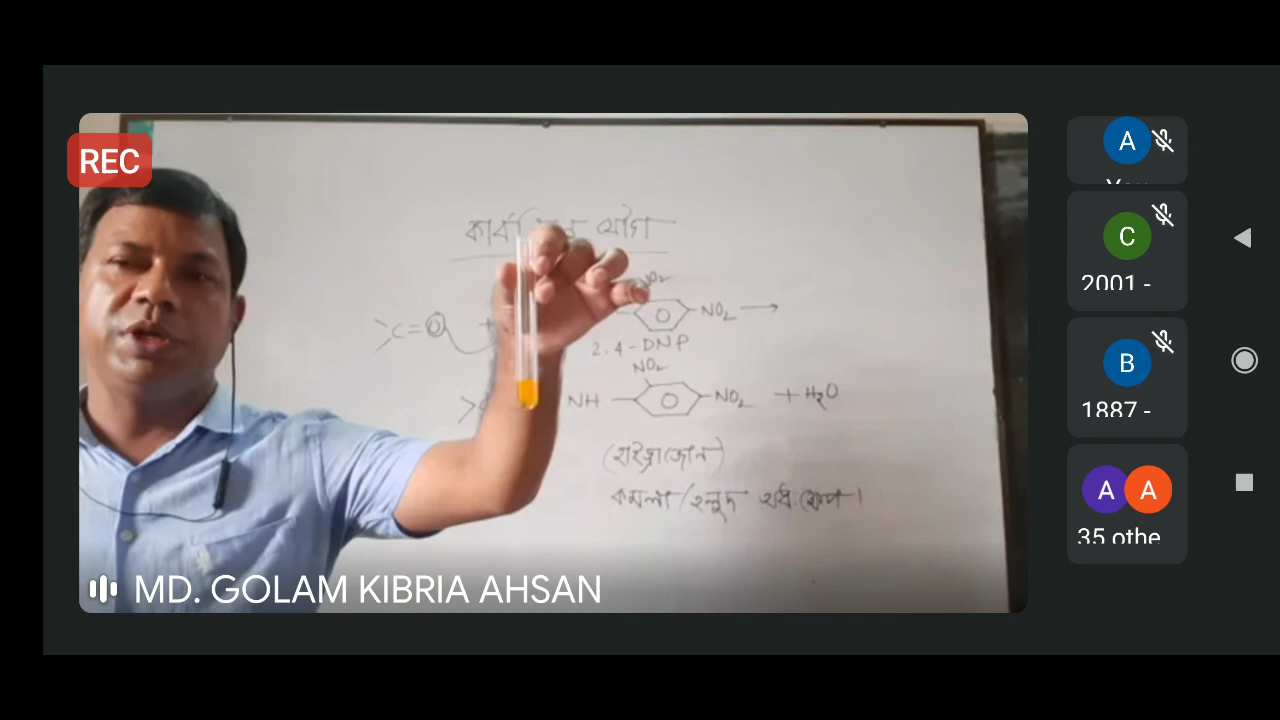 REC
যৌগ
>C=O +
NO₂
NO₂ →
2,4-DNP
NO₂
NH NO₂ + H₂O
(হাইড্রাজোন)
কমলা/হলুদ অধঃক্ষেপ।
MD. GOLAM KIBRIA AHSAN
A
C
2001 -
B
1887 -
A A
35 othe